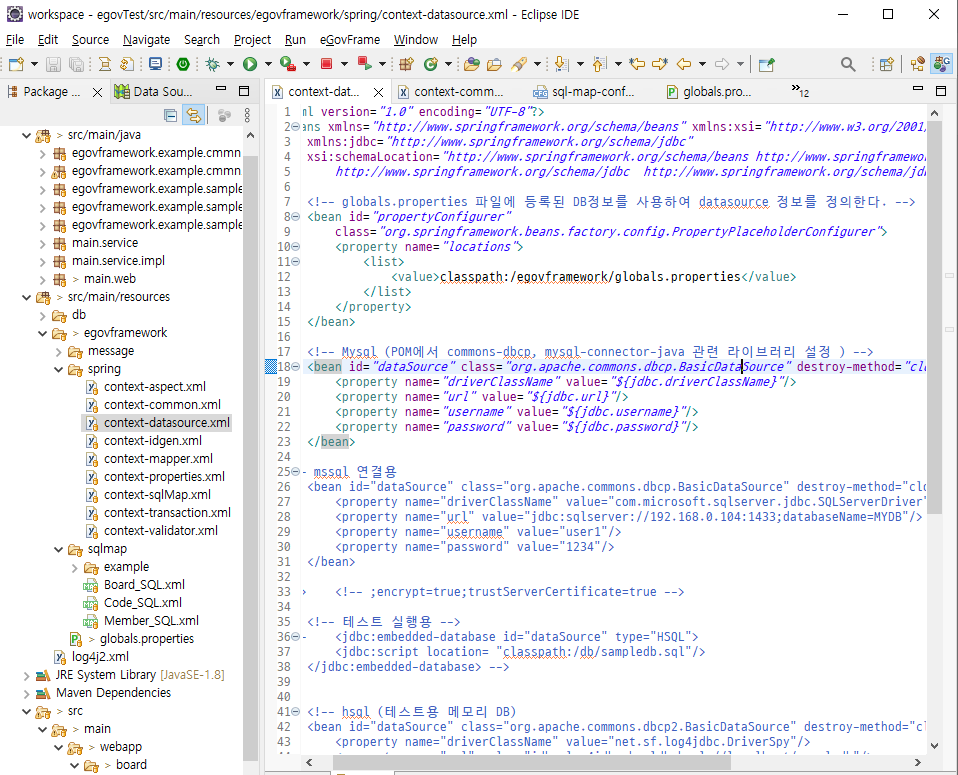 workspace - egovTest/src/main/resources/egovframework/spring/context-datasource.xml - Eclipse IDE
File Edit Source Navigate Search Project Run eGovFrame Window Help
Package ... Data Sou...
src/main/java
egovframework.example.cmmn
egovframework.example.cmmn
egovframework.example.sample
egovframework.example.sample
egovframework.example.sample
main.service
main.service.impl
> main.web
> src/main/resources
db
> egovframework
message
spring
context-aspect.xml
context-common.xml
context-datasource.xml
context-idgen.xml
context-mapper.xml
context-properties.xml
context-sqlMap.xml
context-transaction.xml
context-validator.xml
sqlmap
example
Board_SQL.xml
Code_SQL.xml
Member_SQL.xml
> globals.properties
log4j2.xml
JRE System Library [JavaSE-1.8]
Maven Dependencies
> src
> main
> webapp
> board
context-dat... context-comm... sql-map-conf... globals.pro... »12
1 ml version="1.0" encoding="UTF-8"?>
2 ans xmlns="http://www.springframework.org/schema/beans" xmlns:xsi="http://www.w3.org/2001/
3 xmlns:jdbc="http://www.springframework.org/schema/jdbc"
4 xsi:schemaLocation="http://www.springframework.org/schema/beans http://www.springframewor
5 http://www.springframework.org/schema/jdbc http://www.springframework.org/schema/jd
6
7 <!-- globals.properties 파일에 등록된 DB정보를 사용하여 datasource 정보를 정의한다. -->
8 <bean id="propertyConfigurer"
9 class="org.springframework.beans.factory.config.PropertyPlaceholderConfigurer">
10 <property name="locations">
11 <list>
12 <value>classpath:/egovframework/globals.properties</value>
13 </list>
14 </property>
15 </bean>
16
17 <!-- Mysql (POM에서 commons-dbcp, mysql-connector-java 관련 라이브러리 설정 ) -->
18 <bean id="dataSource" class="org.apache.commons.dbcp.BasicDataSource" destroy-method="clo
19 <property name="driverClassName" value="${jdbc.driverClassName}"/>
20 <property name="url" value="${jdbc.url}"/>
21 <property name="username" value="${jdbc.username}"/>
22 <property name="password" value="${jdbc.password}"/>
23 </bean>
24
25 - mssql 연결용
26 <bean id="dataSource" class="org.apache.commons.dbcp.BasicDataSource" destroy-method="clo
27 <property name="driverClassName" value="com.microsoft.sqlserver.jdbc.SQLServerDriver"
28 <property name="url" value="jdbc:sqlserver://192.168.0.104:1433;databaseName=MYDB"/>
29 <property name="username" value="user1"/>
30 <property name="password" value="1234"/>
31 </bean>
32
33 > <!-- ;encrypt=true;trustServerCertificate=true -->
34
35 <!-- 테스트 실행용 -->
36 - <jdbc:embedded-database id="dataSource" type="HSQL">
37 <jdbc:script location= "classpath:/db/sampledb.sql"/>
38 </jdbc:embedded-database> -->
39
40
41 <!-- hsql (테스트용 메모리 DB)
42 <bean id="dataSource" class="org.apache.commons.dbcp2.BasicDataSource" destroy-method="cl
43 <property name="driverClassName" value="net.sf.log4jdbc.DriverSpy"/>